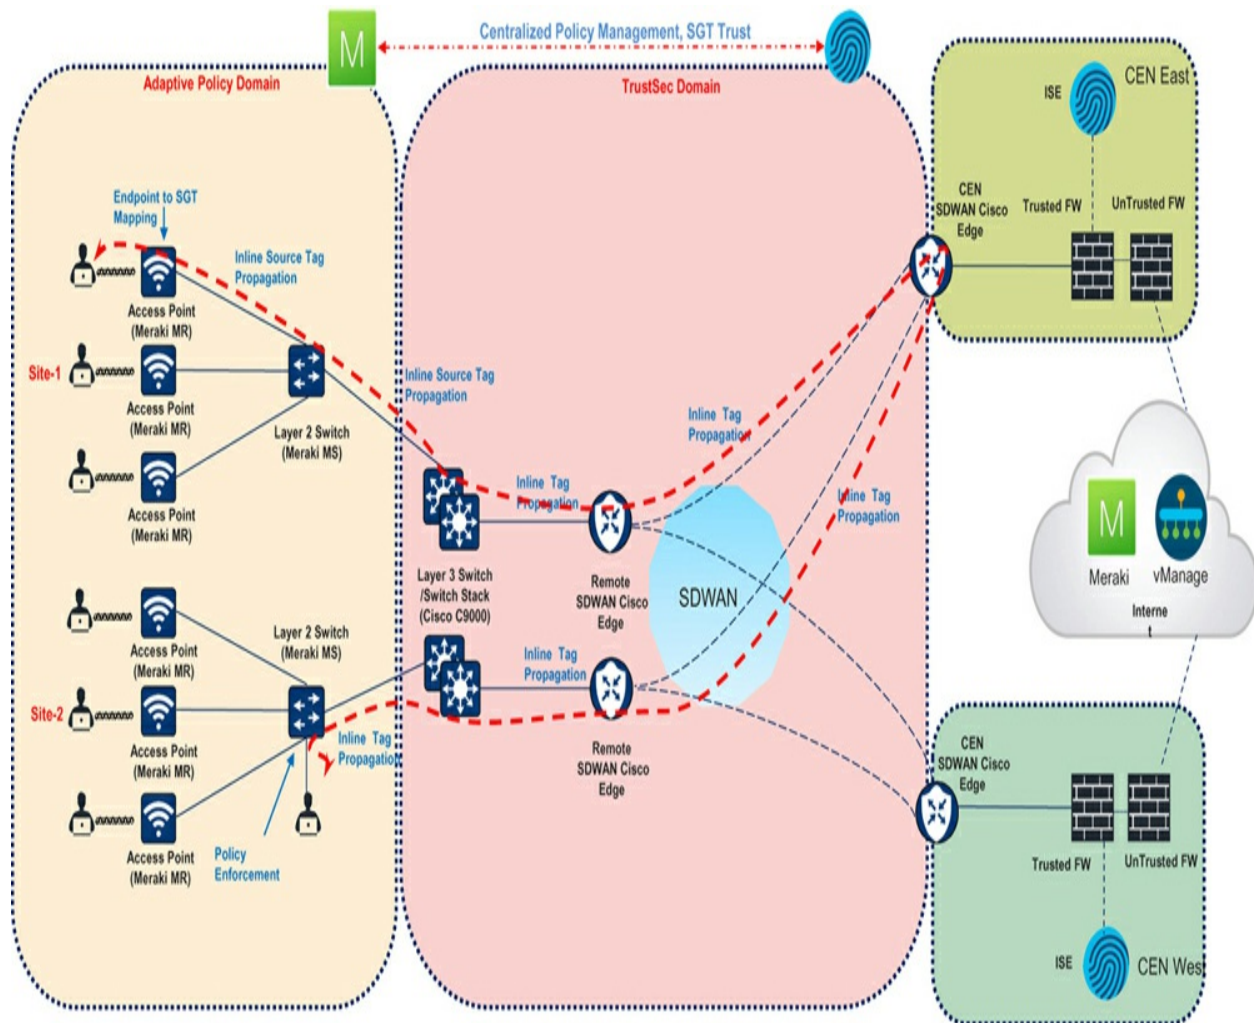 Centralized Policy Management, SGT Trust
M
Adaptive Policy Domain
TrustSec Domain
CEN East
ISE
Endpoint to SGT
Mapping
CEN
SDWAN Cisco
Edge
Trusted FW
UnTrusted FW
Inline Source Tag
Propagation
Access Point
(Meraki MR)
Site-1
Access Point
(Meraki MR)
Layer 2 Switch
(Meraki MS)
Inline Source Tag
Propagation
Inline Tag
Propagation
Inline Tag
Propagation
Inline Tag
Propagation
Access Point
(Meraki MR)
Layer 3 Switch
/Switch Stack
(Cisco C9000)
Remote
SDWAN Cisco
Edge
SDWAN
M
Meraki
vManage
Interne
t
Access Point
(Meraki MR)
Layer 2 Switch
(Meraki MS)
Inline Tag
Propagation
Site-2
Access Point
(Meraki MR)
Inline Tag
Propagation
Remote
SDWAN Cisco
Edge
CEN
SDWAN Cisco
Edge
Access Point
(Meraki MR)
Policy
Enforcement
Trusted FW
UnTrusted FW
ISE
CEN West